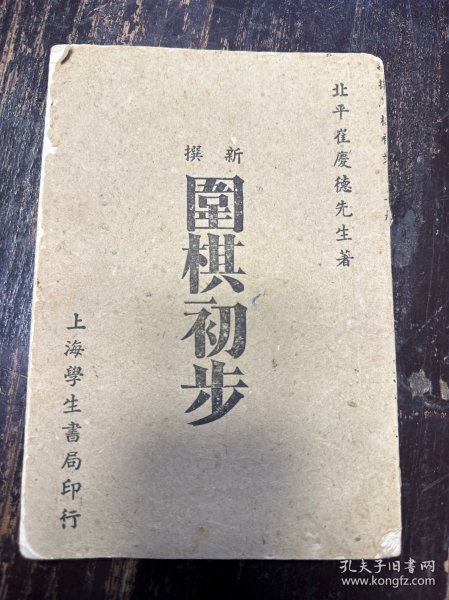 北平崔慶德先生著
新撰
圍棋初步
上海學生書局印行
孔夫子旧书网
www.kongfz.com